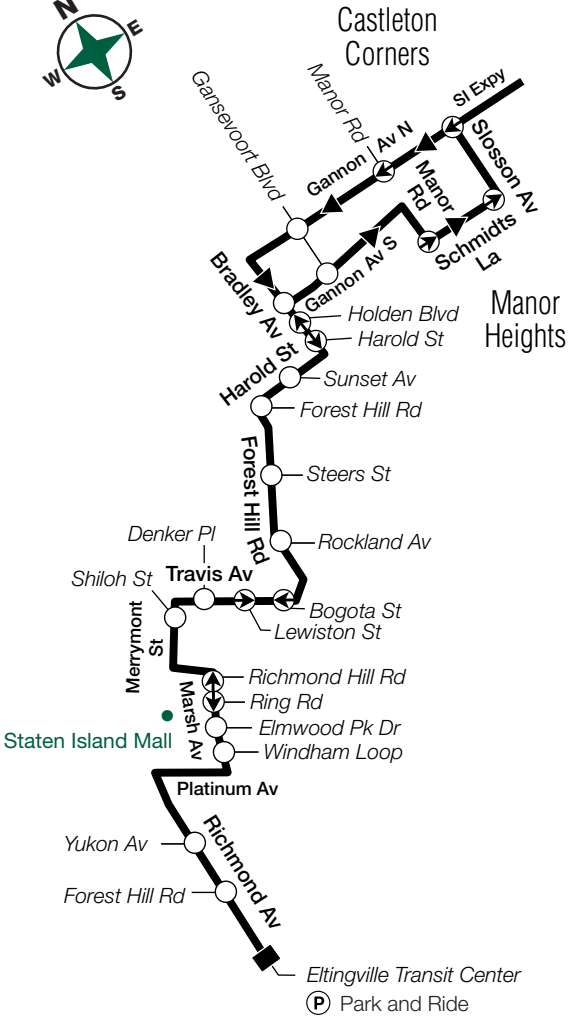 N
E
W
S
Castleton
Corners
SI Expy
Manor Rd
Gansevoort Blvd
Gannon Av N
Slosson Av
Manor
Rd
Schmidts
La
Gannon Av S
Bradley Av
Manor
Heights
Holden Blvd
Harold St
Harold St
Sunset Av
Forest Hill Rd
Forest Hill Rd
Steers St
Rockland Av
Denker Pl
Travis Av
Shiloh St
Bogota St
Lewiston St
Merrymont
St
Richmond Hill Rd
Ring Rd
Marsh Av
Elmwood Pk Dr
Staten Island Mall
Windham Loop
Platinum Av
Yukon Av
Richmond Av
Forest Hill Rd
Eltingville Transit Center
P Park and Ride